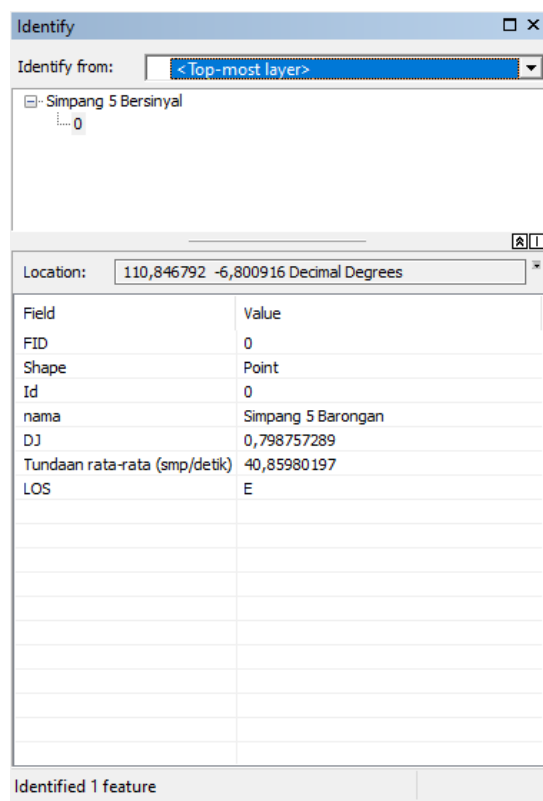 Identify
Identify from: <Top-most layer>
Simpang 5 Bersinyal
0
Location: 110,846792 -6,800916 Decimal Degrees
Field Value
FID 0
Shape Point
Id 0
nama Simpang 5 Barongan
DJ 0,798757289
Tundaan rata-rata (smp/detik) 40,85980197
LOS E
Identified 1 feature